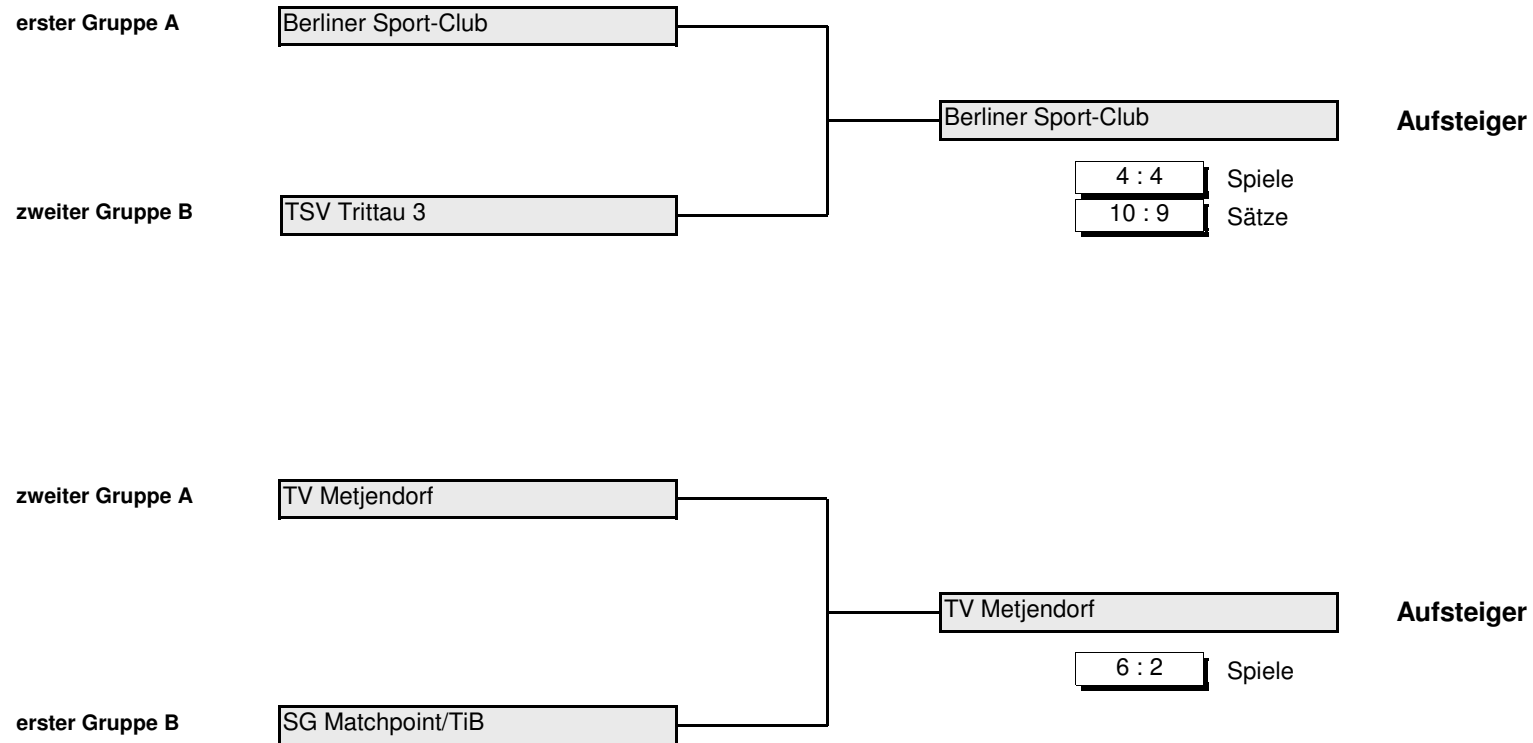 erster Gruppe A Berliner Sport-Club
Berliner Sport-Club Aufsteiger
4 : 4 Spiele
zweiter Gruppe B TSV Trittau 3 10 : 9 Sätze
zweiter Gruppe A TV Metjendorf
TV Metjendorf Aufsteiger
6 : 2 Spiele
erster Gruppe B SG Matchpoint/TiB